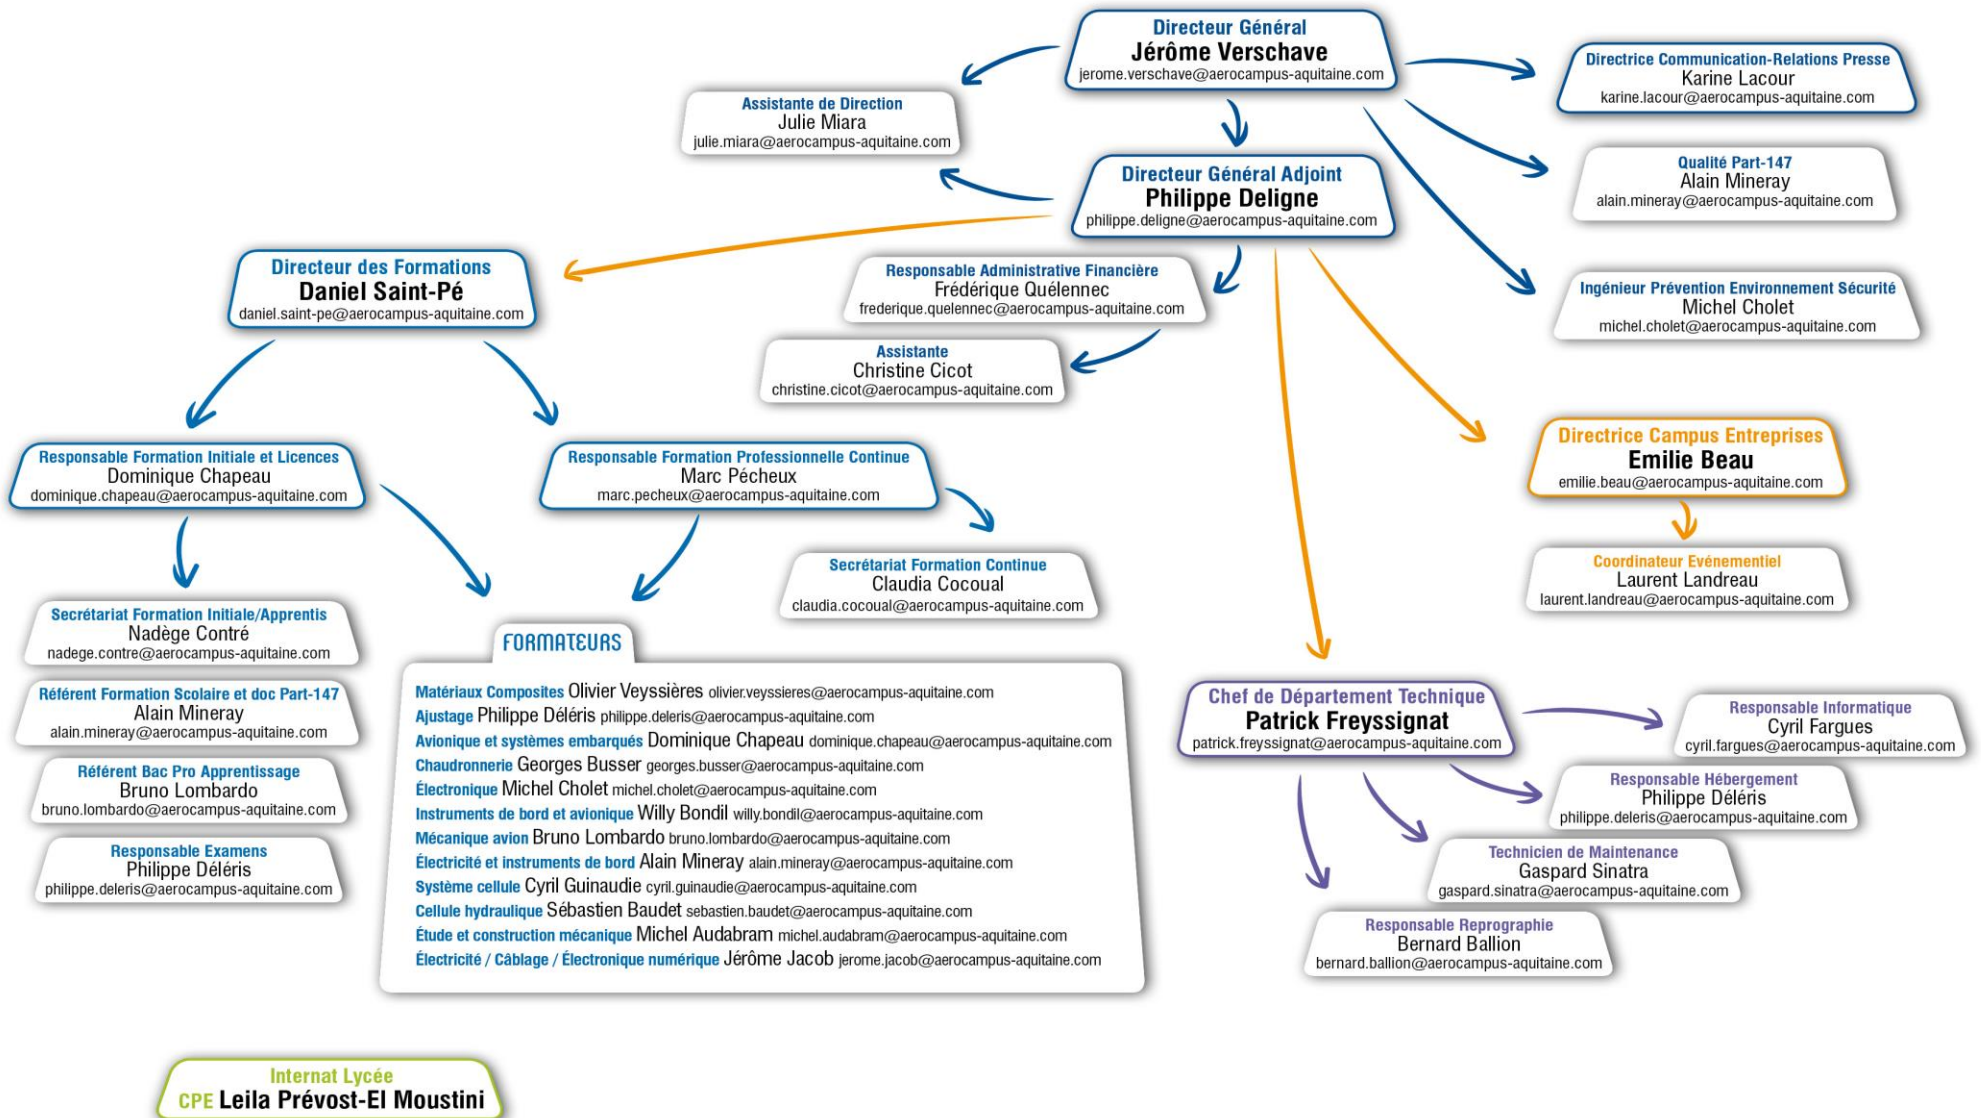 Directeur Général
Jérôme Verschave
jerome.verschave@aerocampus-aquitaine.com
Directrice Communication-Relations Presse
Karine Lacour
karine.lacour@aerocampus-aquitaine.com
Assistante de Direction
Julie Miara
julie.miara@aerocampus-aquitaine.com
Directeur Général Adjoint
Philippe Deligne
philippe.deligne@aerocampus-aquitaine.com
Qualité Part-147
Alain Mineray
alain.mineray@aerocampus-aquitaine.com
Directeur des Formations
Daniel Saint-Pé
daniel.saint-pe@aerocampus-aquitaine.com
Responsable Administrative Financière
Frédérique Quélennec
frederique.quelennec@aerocampus-aquitaine.com
Ingénieur Prévention Environnement Sécurité
Michel Cholet
michel.cholet@aerocampus-aquitaine.com
Assistante
Christine Cicot
christine.cicot@aerocampus-aquitaine.com
Responsable Formation Initiale et Licences
Dominique Chapeau
dominique.chapeau@aerocampus-aquitaine.com
Responsable Formation Professionnelle Continue
Marc Pécheux
marc.pecheux@aerocampus-aquitaine.com
Directrice Campus Entreprises
Emilie Beau
emilie.beau@aerocampus-aquitaine.com
Secrétariat Formation Continue
Claudia Cocoual
claudia.cocoual@aerocampus-aquitaine.com
Coordinateur Evénementiel
Laurent Landreau
laurent.landreau@aerocampus-aquitaine.com
Secrétariat Formation Initiale/Apprentis
Nadège Contré
nadege.contre@aerocampus-aquitaine.com
Référent Formation Scolaire et doc Part-147
Alain Mineray
alain.mineray@aerocampus-aquitaine.com
Référent Bac Pro Apprentissage
Bruno Lombardo
bruno.lombardo@aerocampus-aquitaine.com
Responsable Examens
Philippe Déléris
philippe.deleris@aerocampus-aquitaine.com
FORMATEURS
Matériaux Composites Olivier Veyssières olivier.veyssieres@aerocampus-aquitaine.com
Ajustage Philippe Déléris philippe.deleris@aerocampus-aquitaine.com
Avionique et systèmes embarqués Dominique Chapeau dominique.chapeau@aerocampus-aquitaine.com
Chaudronnerie Georges Busser georges.busser@aerocampus-aquitaine.com
Électronique Michel Cholet michel.cholet@aerocampus-aquitaine.com
Instruments de bord et avionique Willy Bondil willy.bondil@aerocampus-aquitaine.com
Mécanique avion Bruno Lombardo bruno.lombardo@aerocampus-aquitaine.com
Électricité et instruments de bord Alain Mineray alain.mineray@aerocampus-aquitaine.com
Système cellule Cyril Guinaudie cyril.guinaudie@aerocampus-aquitaine.com
Cellule hydraulique Sébastien Baudet sebastien.baudet@aerocampus-aquitaine.com
Étude et construction mécanique Michel Audabram michel.audabram@aerocampus-aquitaine.com
Électricité / Câblage / Électronique numérique Jérôme Jacob jerome.jacob@aerocampus-aquitaine.com
Chef de Département Technique
Patrick Freyssignat
patrick.freyssignat@aerocampus-aquitaine.com
Responsable Informatique
Cyril Fargues
cyril.fargues@aerocampus-aquitaine.com
Responsable Hébergement
Philippe Déléris
philippe.deleris@aerocampus-aquitaine.com
Technicien de Maintenance
Gaspard Sinatra
gaspard.sinatra@aerocampus-aquitaine.com
Responsable Reprographie
Bernard Ballion
bernard.ballion@aerocampus-aquitaine.com
Internat Lycée
CPE Leila Prévost-El Moustini